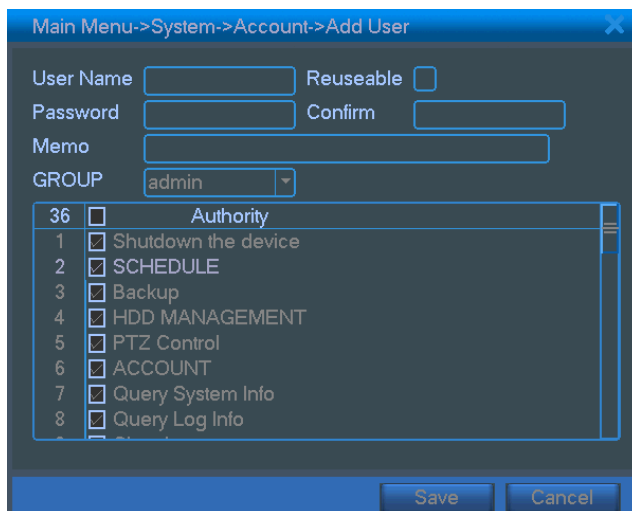 Main Menu->System->Account->Add User
User Name Reuseable
Password Confirm
Memo
GROUP admin
36 Authority
1 Shutdown the device
2 SCHEDULE
3 Backup
4 HDD MANAGEMENT
5 PTZ Control
6 ACCOUNT
7 Query System Info
8 Query Log Info
Save Cancel